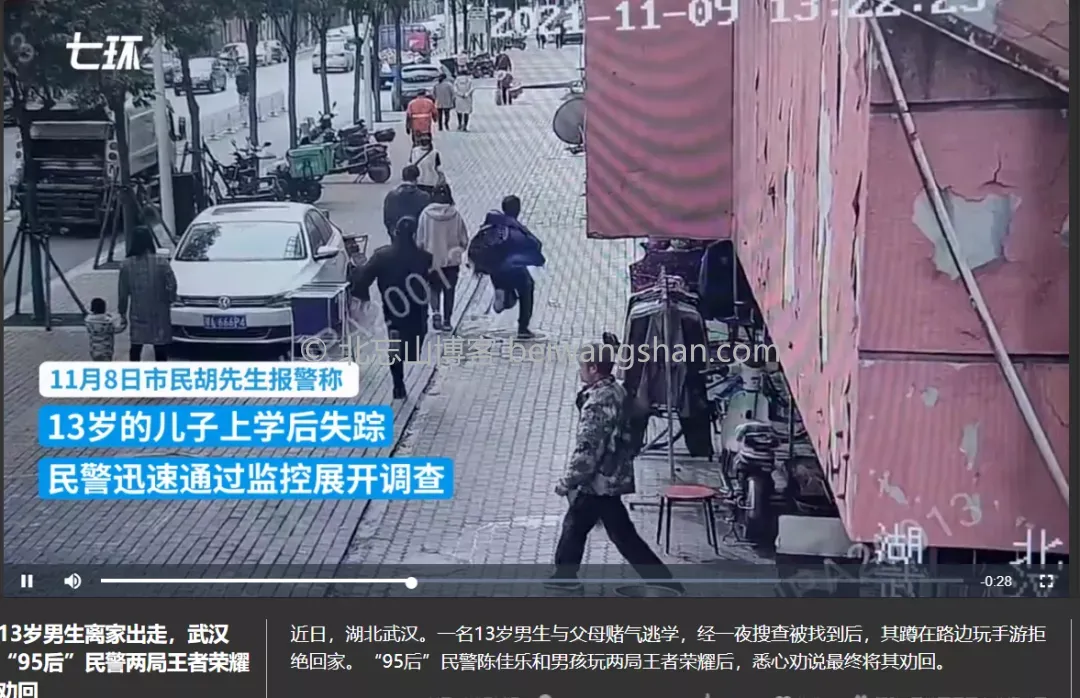 七环
2021-11-09 13:22:23
© 北忘山博客 beiwangshan.com
11月8日市民胡先生报警称
13岁的儿子上学后失踪
民警迅速通过监控展开调查
湖 北
-0:28
13岁男生离家出走，武汉
“95后”民警两局王者荣耀
劝回
近日，湖北武汉。一名13岁男生与父母赌气逃学，经一夜搜查被找到后，其蹲在路边玩手游拒
绝回家。“95后”民警陈佳乐和男孩玩两局王者荣耀后，悉心劝说最终将其劝回。